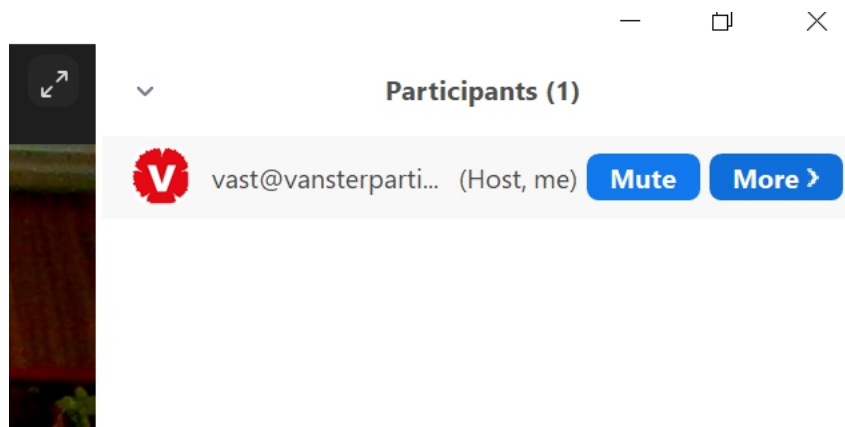 Participants (1)
V vast@vansterparti... (Host, me) Mute More